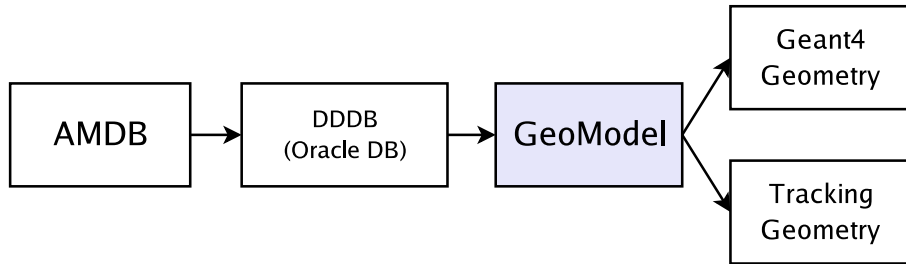 AMDB
DDDB
(Oracle DB)
GeoModel
Geant4
Geometry
Tracking
Geometry